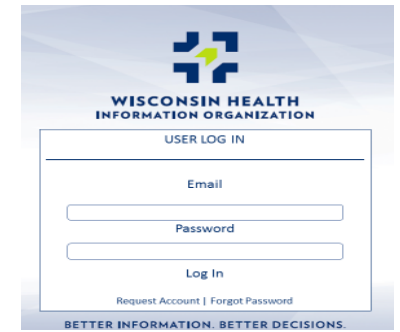 WISCONSIN HEALTH
INFORMATION ORGANIZATION
USER LOG IN
Email
Password
Log In
Request Account | Forgot Password
BETTER INFORMATION. BETTER DECISIONS.